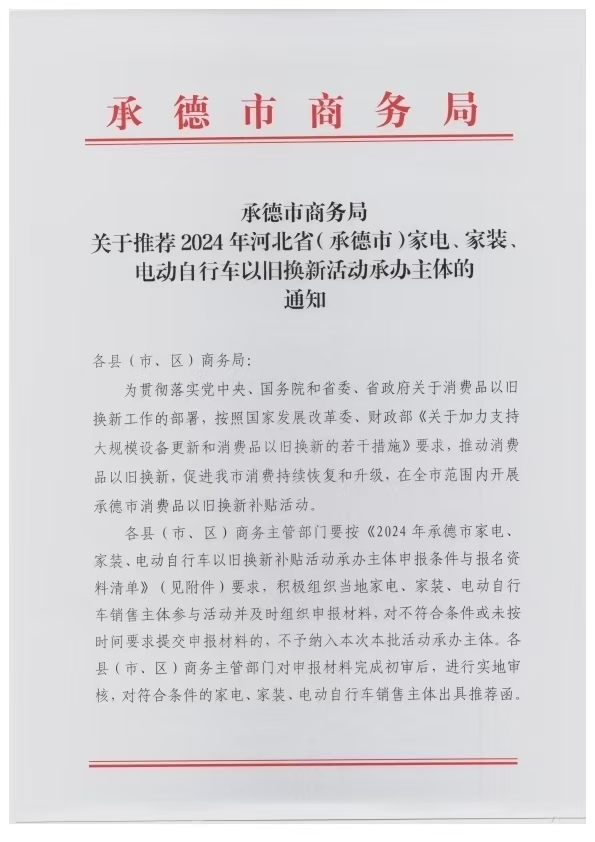 承德市商务局
承德市商务局
关于推荐2024年河北省(承德市)家电、家装、
电动自行车以旧换新活动承办主体的
通知
各县（市、区）商务局：
为贯彻落实党中央、国务院和省委、省政府关于消费品以旧
换新工作的部署，按照国家发展改革委、财政部《关于加力支持
大规模设备更新和消费品以旧换新的若干措施》要求，推动消费
品以旧换新，促进我市消费持续恢复和升级，在全市范围内开展
承德市消费品以旧换新补贴活动。
各县（市、区）商务主管部门要按《2024年承德市家电、
家装、电动自行车以旧换新补贴活动承办主体申报条件与报名资
料清单》（见附件）要求，积极组织当地家电、家装、电动自行
车销售主体参与活动并及时组织申报材料，对不符合条件或未按
时间要求提交申报材料的，不予纳入本次本批活动承办主体。各
县（市、区）商务主管部门对申报材料完成初审后，进行实地审
核，对符合条件的家电、家装、电动自行车销售主体出具推荐函。